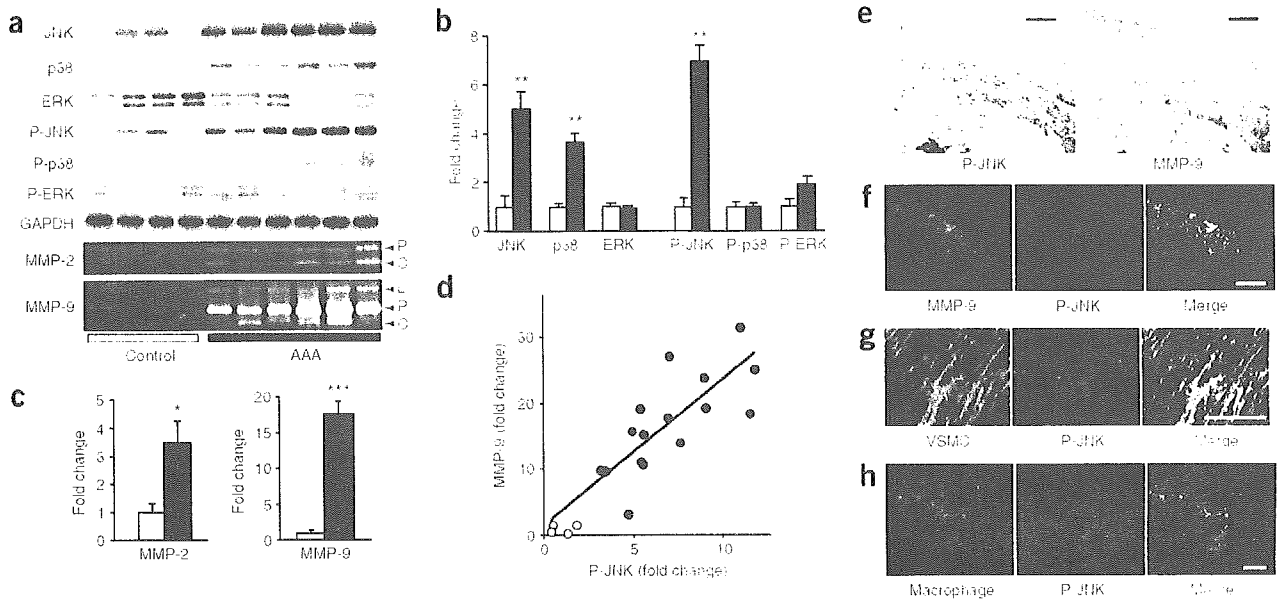 a
JNK
p38
ERK
P-JNK
P-p38
P-ERK
GAPDH
MMP-2
P
MMP-9
P
Control
AAA
b
Fold change
8
6
4
2
0
**
**
**
JNK
p38
ERK
P-JNK
P-p38
P-ERK
c
Fold change
5
4
3
2
1
0
*
MMP-2
Fold change
20
15
10
5
0
***
MMP-9
d
MMP-9 (fold change)
30
20
10
0
0
5
10
P-JNK (fold change)
e
P-JNK
MMP-9
f
MMP-9
P-JNK
Merge
g
VSMC
P-JNK
Merge
h
Macrophage
P-JNK
Merge